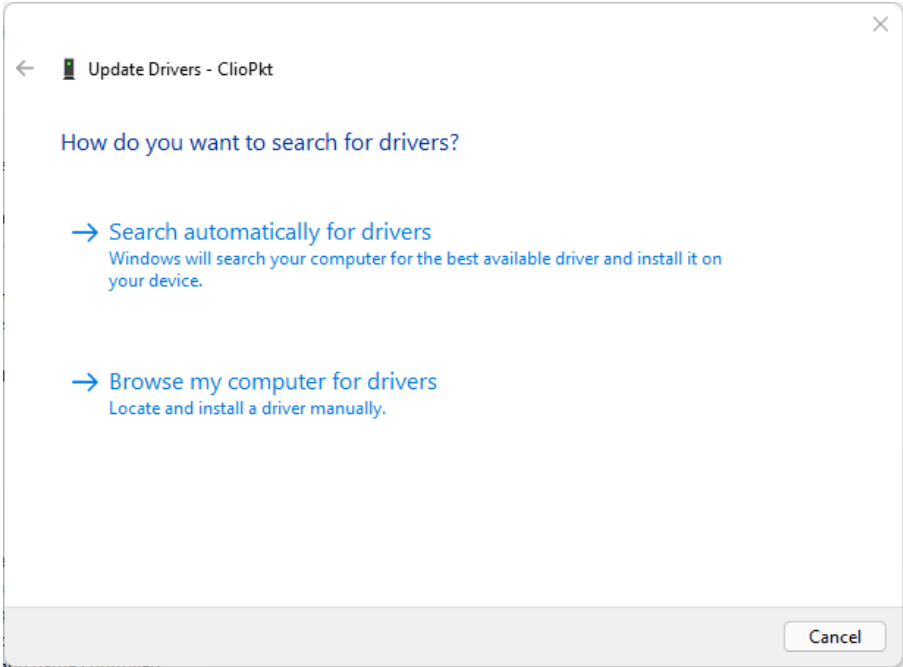 Update Drivers - ClioPkt
How do you want to search for drivers?
Search automatically for drivers
Windows will search your computer for the best available driver and install it on
your device.
Browse my computer for drivers
Locate and install a driver manually.
Cancel